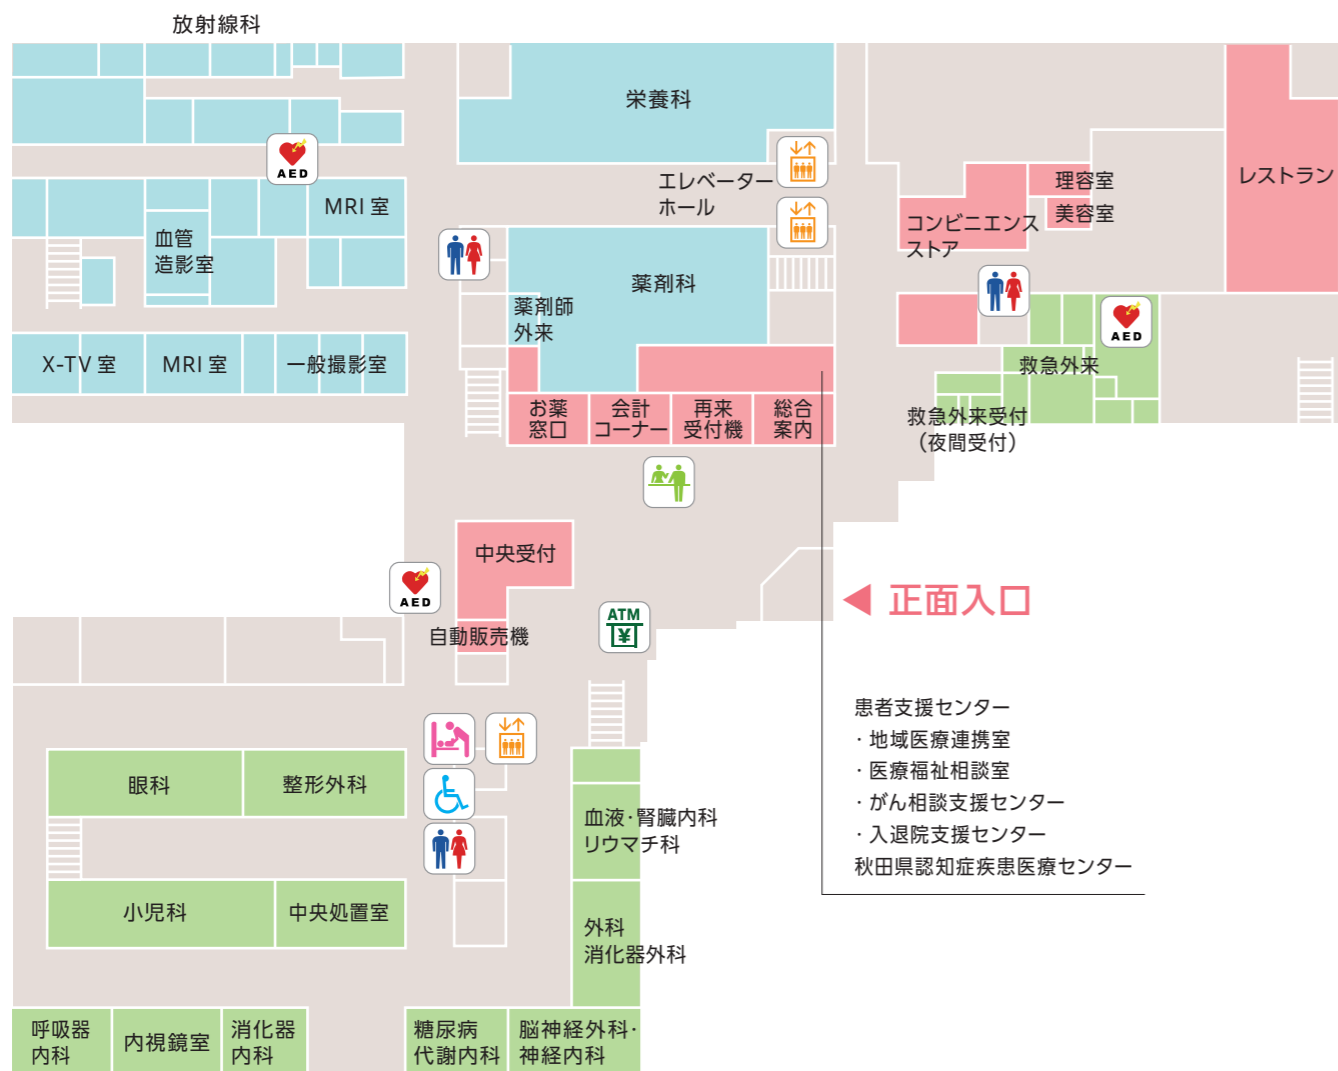 放射線科
栄養科
AED
エレベーター
ホール
MRI 室
血管
造影室
理容室
美容室
レストラン
コンビニエンス
ストア
薬剤科
薬剤師
外来
AED
X-TV 室
MRI 室
一般撮影室
救急外来
お薬
窓口
会計
コーナー
再来
受付機
総合
案内
救急外来受付
（夜間受付）
中央受付
AED
正面入口
ATM
¥
自動販売機
患者支援センター
・地域医療連携室
・医療福祉相談室
・がん相談支援センター
・入退院支援センター
秋田県認知症疾患医療センター
眼科
整形外科
血液・腎臓内科
リウマチ科
小児科
中央処置室
外科
消化器外科
呼吸器
内科
内視鏡室
消化器
内科
糖尿病
代謝内科
脳神経外科・
神経内科